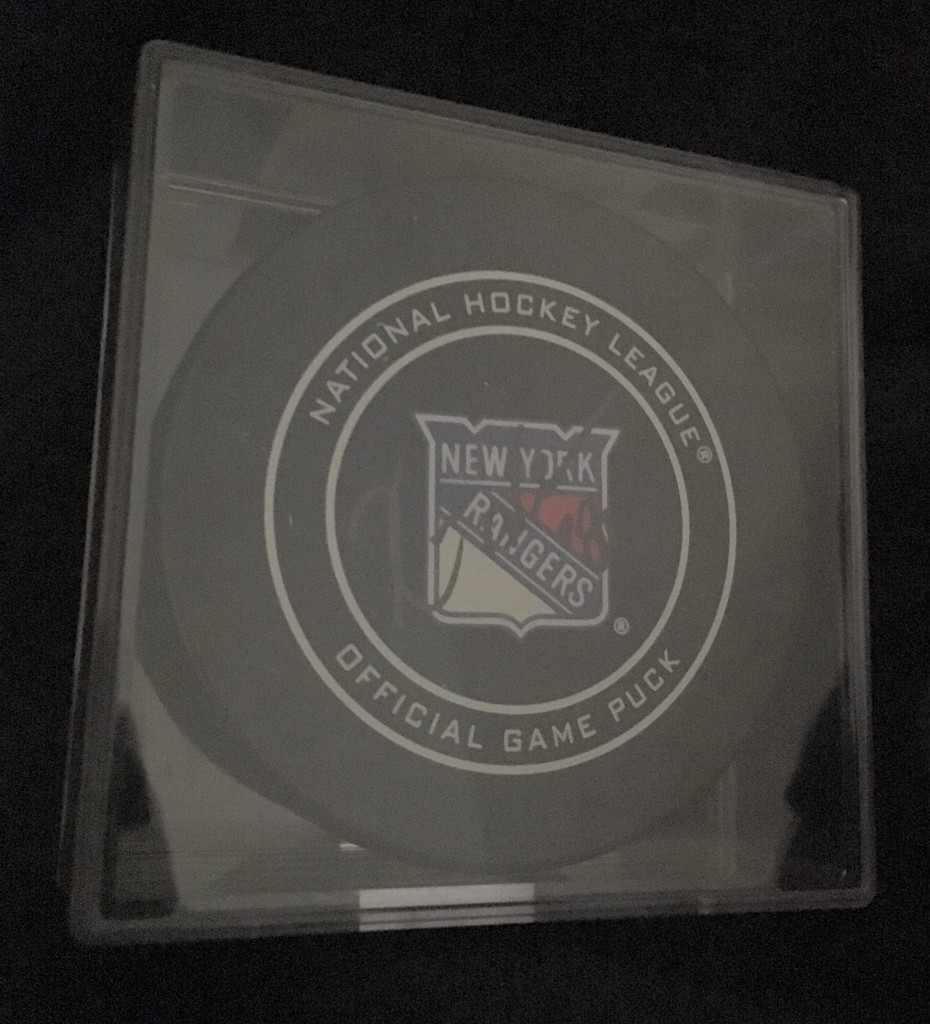 NATIONAL HOCKEY LEAGUE®
NEW YORK
RANGERS
®
OFFICIAL GAME PUCK